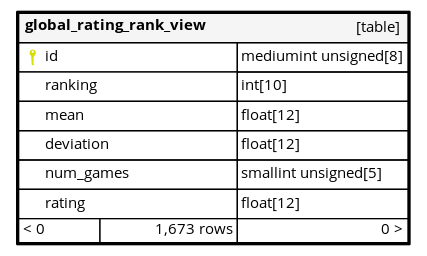 global_rating_rank_view [table]
id mediumint unsigned[8]
ranking int[10]
mean float[12]
deviation float[12]
num_games smallint unsigned[5]
rating float[12]
< 0 1,673 rows 0 >